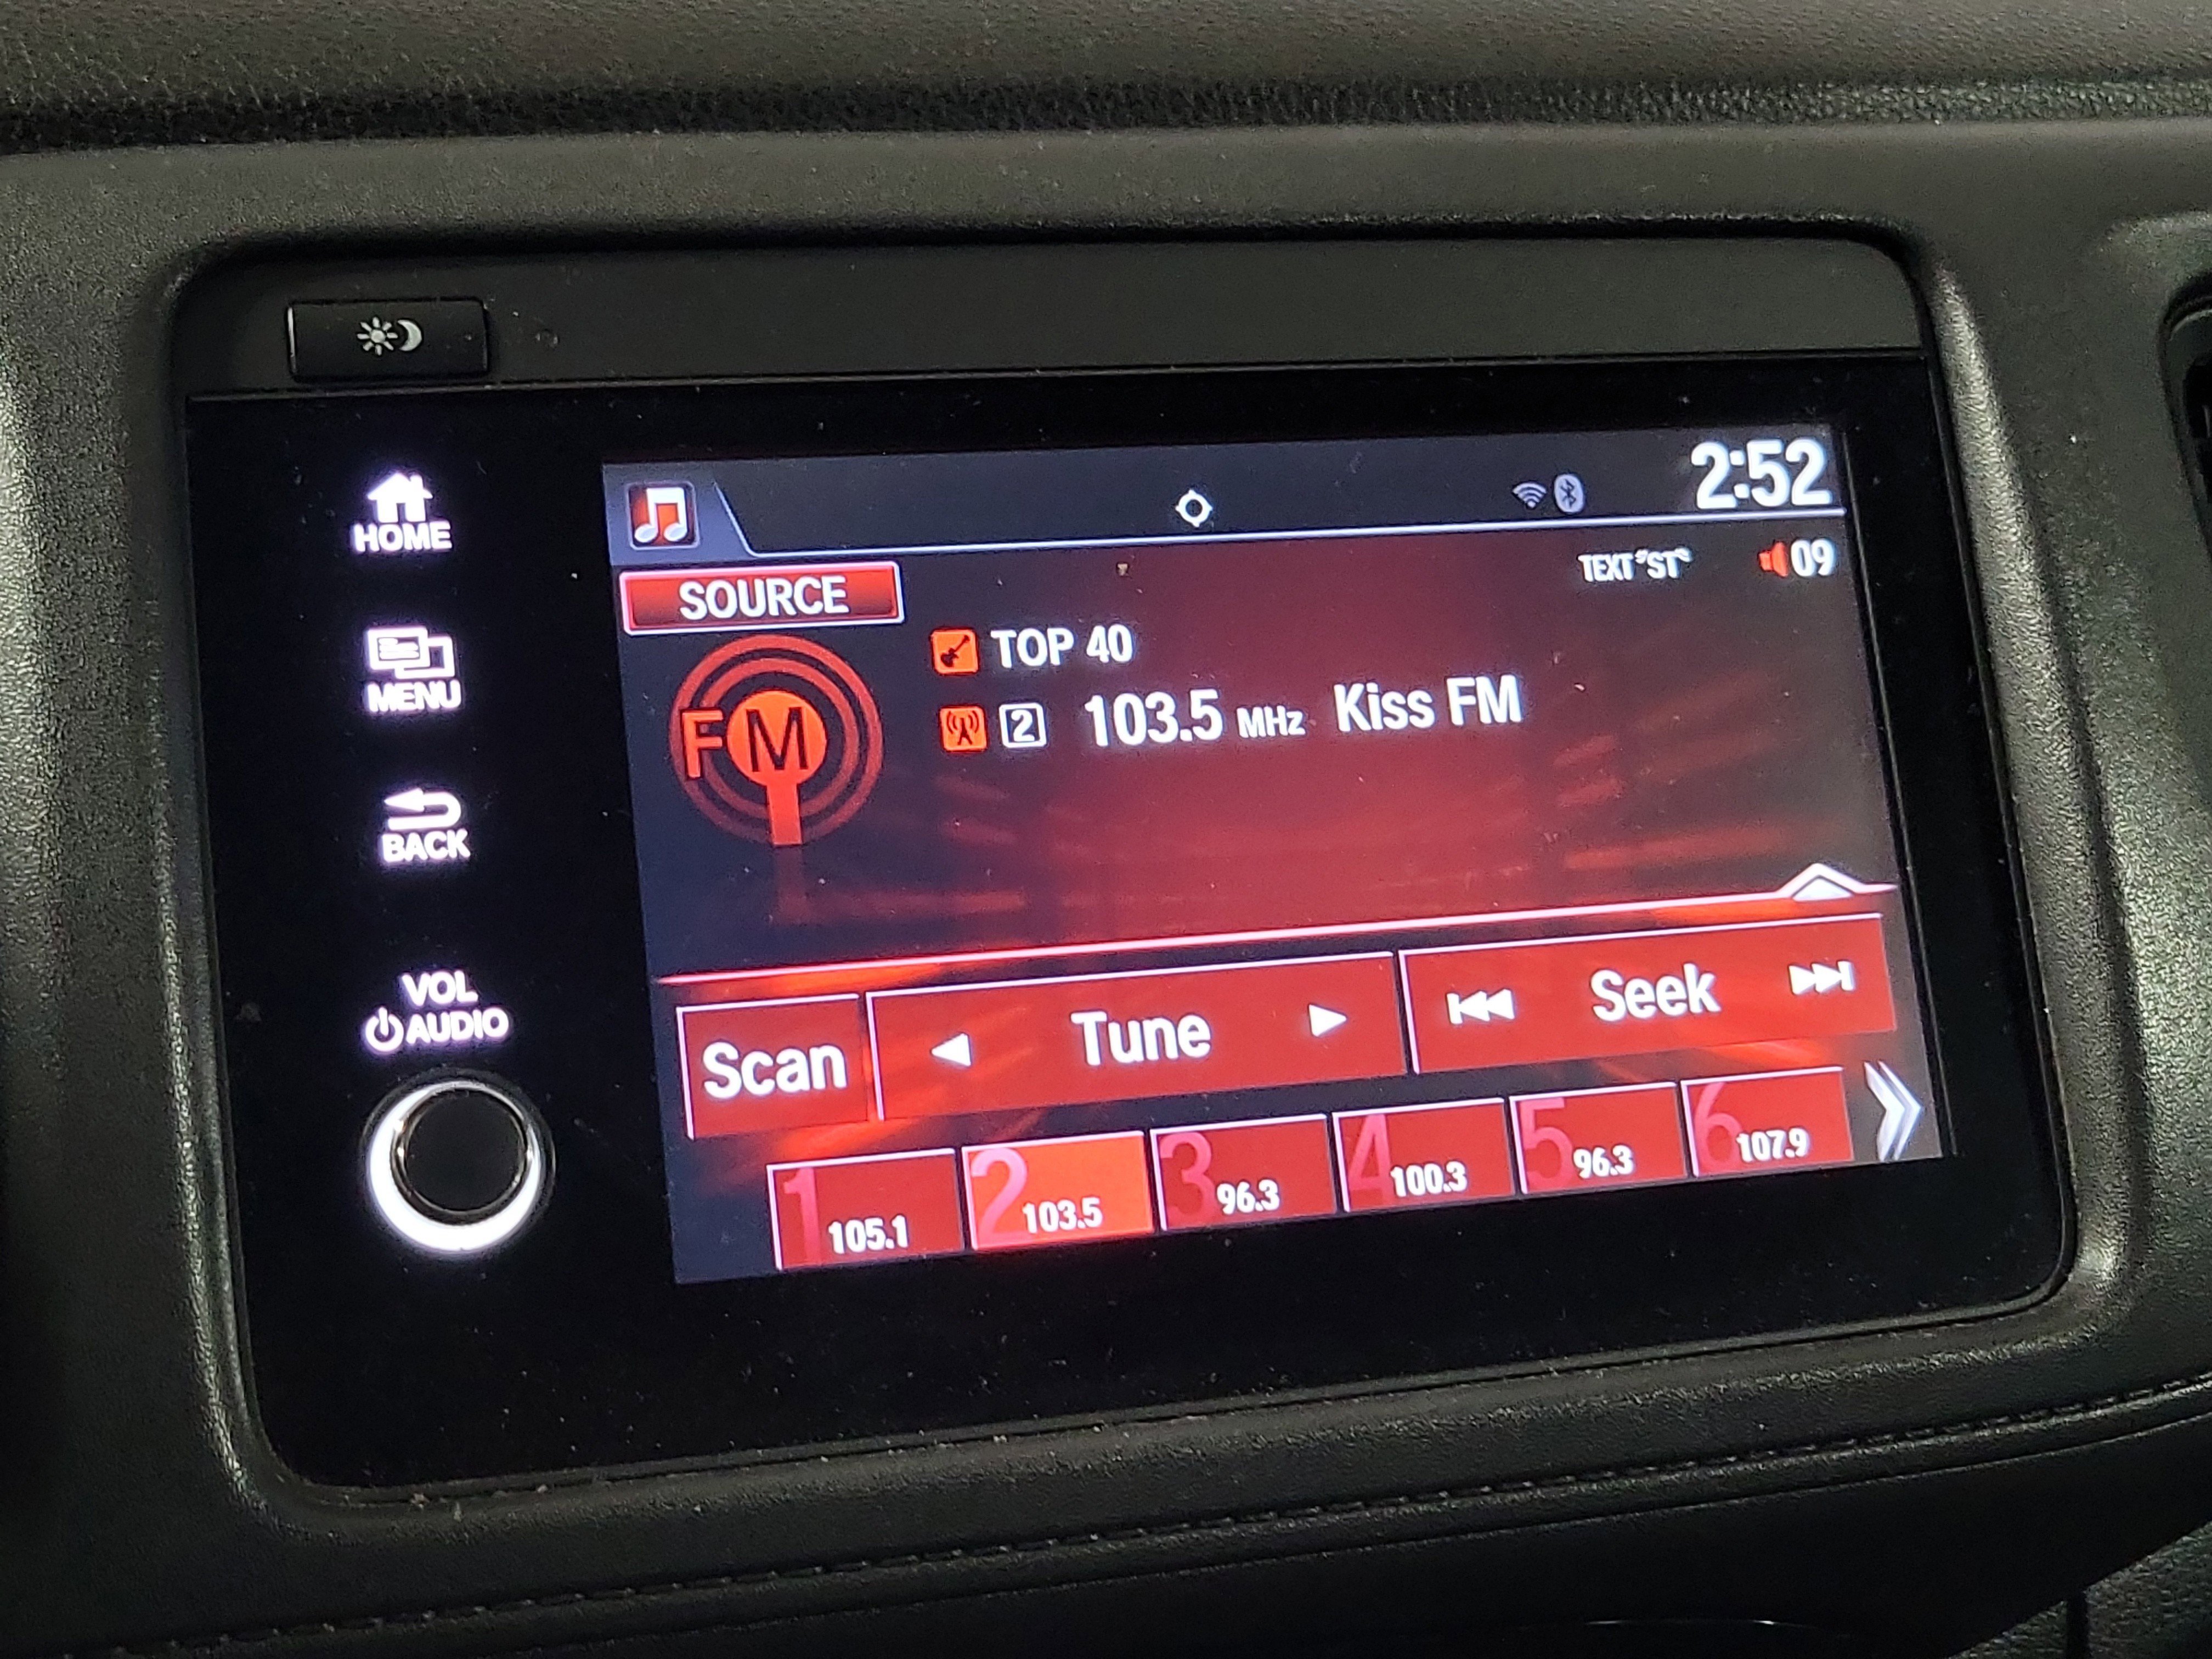 HOME
MENU
BACK
VOL
AUDIO
2:52
TEXT "ST"
09
SOURCE
FM
TOP 40
2 103.5 MHz Kiss FM
Scan Tune Seek
1 105.1 2 103.5 3 96.3 4 100.3 5 96.3 6 107.9